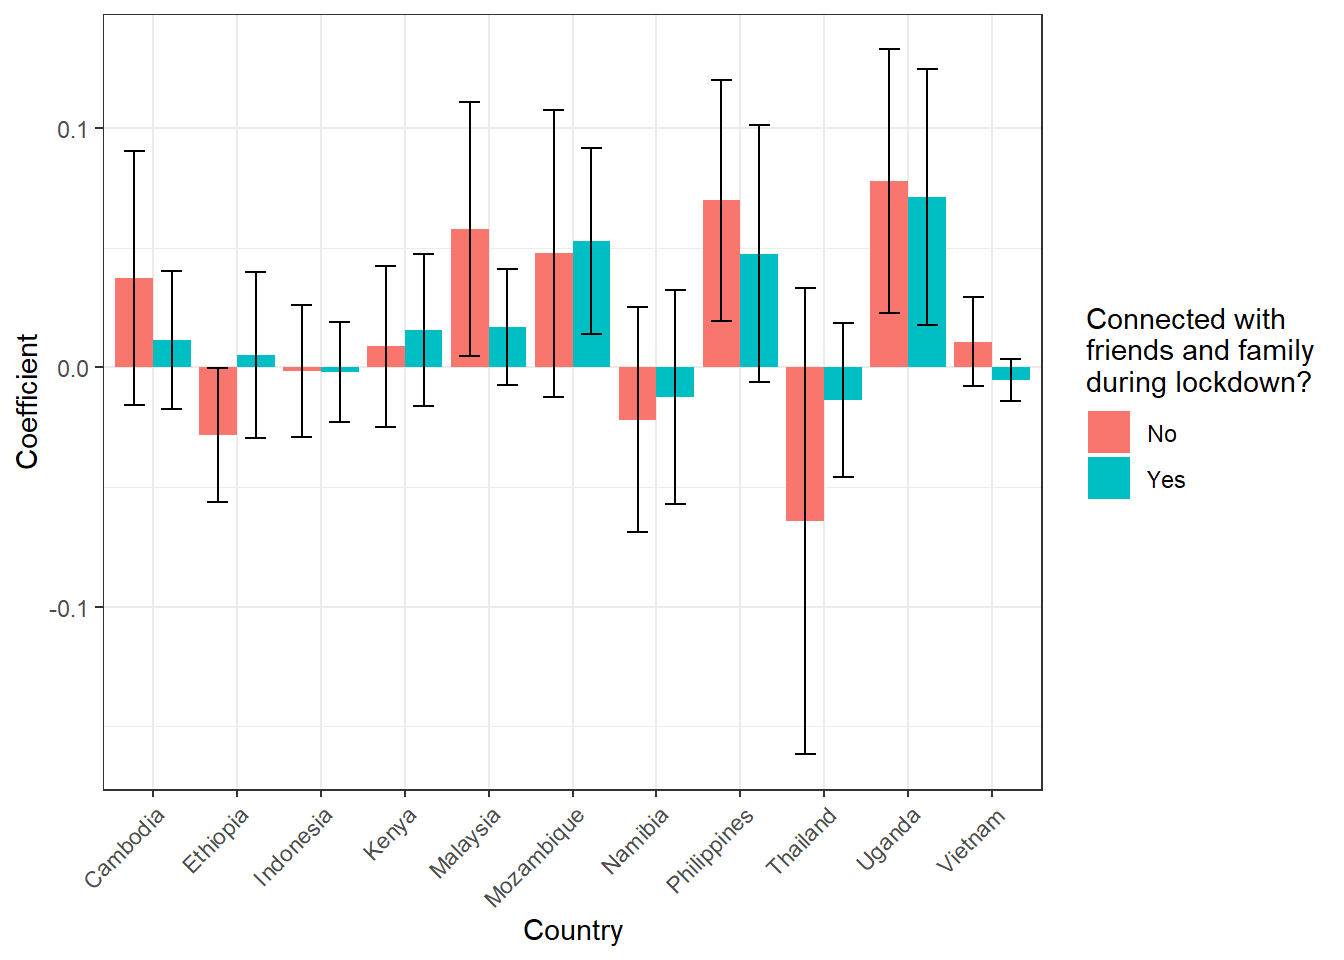 0.1
0.0
-0.1
Coefficient
Cambodia
Ethiopia
Indonesia
Kenya
Malaysia
Mozambique
Namibia
Philippines
Thailand
Uganda
Vietnam
Country
Connected with
friends and family
during lockdown?
No
Yes